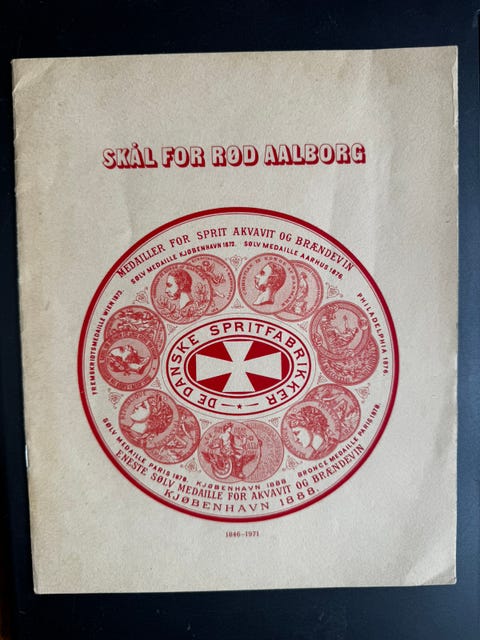 SKÅL FOR RØD AALBORG
MEDAILLER FOR SPRIT AKVAVIT OG BRÆNDEVIN
SØLV MEDAILLE KJØBENHAVN 1872.
SØLV MEDAILLE AARHUS 1876.
FREMSKRIDTSMEDAILLE WIEN 1873.
PHILADELPHIA 1876.
DE DANSKE SPRITFABRIKKER
SØLV MEDAILLE PARIS 1878.
KJØBENHAVN 1888
BRONCE MEDAILLE PARIS 1878.
ENESTE SØLV MEDAILLE FOR AKVAVIT OG BRÆNDEVIN
KJØBENHAVN 1888.
1846-1971